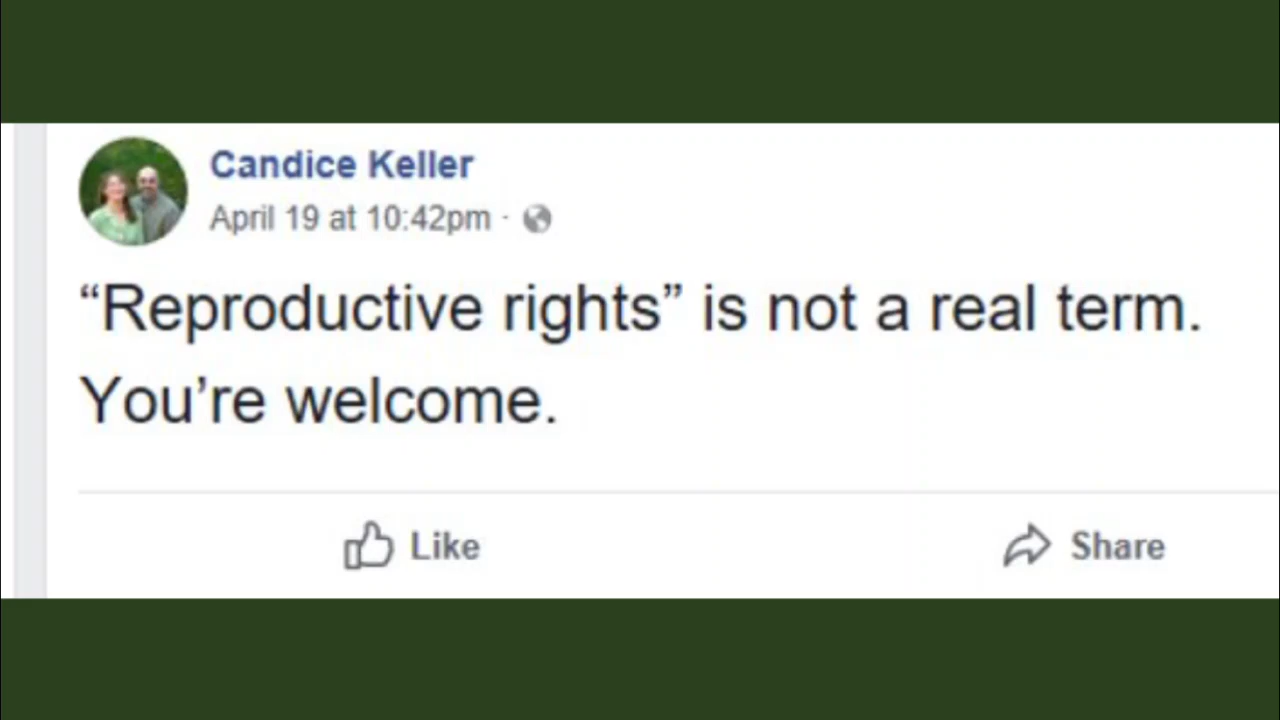 Candice Keller
April 19 at 10:42pm ·
“Reproductive rights” is not a real term.
You’re welcome.
Like
Share